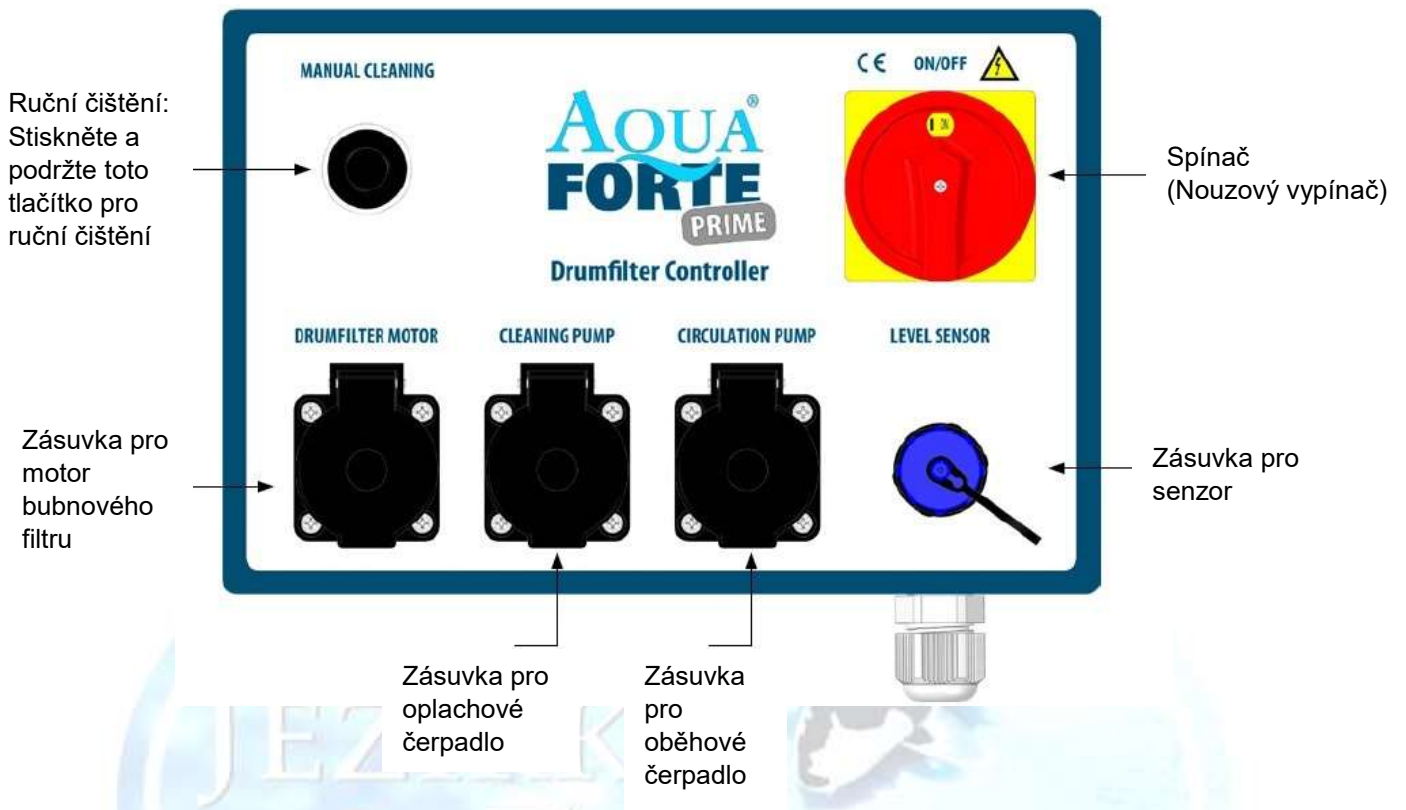 MANUAL CLEANING
CE ON/OFF
AQUA®
FORTE
PRIME
Drumfilter Controller
DRUMFILTER MOTOR
CLEANING PUMP
CIRCULATION PUMP
LEVEL SENSOR
Ruční čištění:
Stiskněte a
podržte toto
tlačítko pro
ruční čištění
Spínač
(Nouzový vypínač)
Zásuvka pro
motor
bubnového
filtru
Zásuvka pro
senzor
Zásuvka pro
oplachové
čerpadlo
Zásuvka
pro
oběhové
čerpadlo